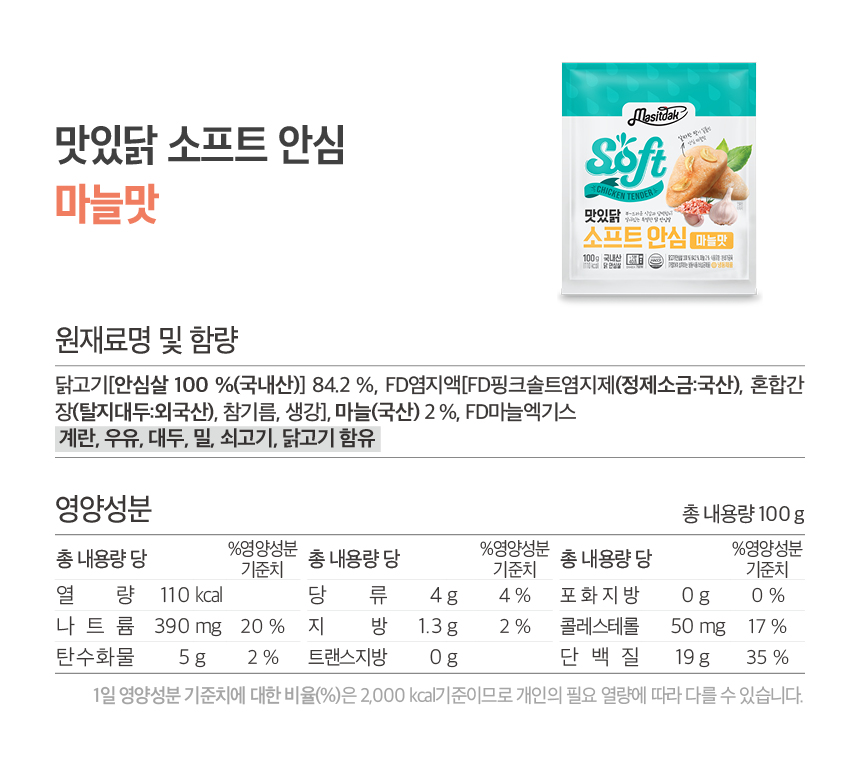 맛있닭 소프트 안심
마늘맛
Masitdak
Soft
CHICKEN TENDER
맛있닭
소프트 안심 마늘맛
100 g
국내산
닭 안심살
원재료명 및 함량
닭고기[안심살 100 %(국내산)] 84.2 %, FD염지액[FD핑크솔트염지제(정제소금:국산), 혼합간
장(탈지대두:외국산), 참기름, 생강], 마늘(국산) 2 %, FD마늘엑기스
계란, 우유, 대두, 밀, 쇠고기, 닭고기 함유
영양성분 총 내용량 100 g
총 내용량 당 %영양성분 기준치 총 내용량 당 %영양성분 기준치 총 내용량 당 %영양성분 기준치
열 량 110 kcal 당 류 4 g 4 % 포화지방 0 g 0 %
나 트 륨 390 mg 20 % 지 방 1.3 g 2 % 콜레스테롤 50 mg 17 %
탄수화물 5 g 2 % 트랜스지방 0 g 단 백 질 19 g 35 %
1일 영양성분 기준치에 대한 비율(%)은 2,000 kcal기준이므로 개인의 필요 열량에 따라 다를 수 있습니다.